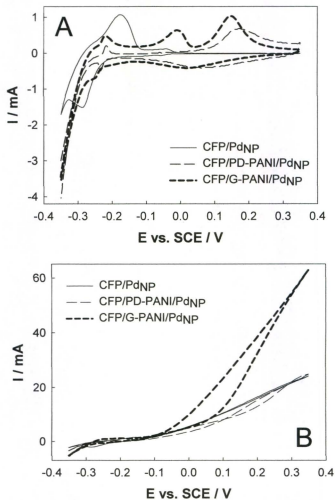 A
1
0
-1
-2
-3
-4
I / mA
CFP/PdNP
CFP/PD-PANI/PdNP
CFP/G-PANI/PdNP
-0.4 -0.3 -0.2 -0.1 0.0 0.1 0.2 0.3 0.4
E vs. SCE / V
60
40
20
0
I / mA
CFP/PdNP
CFP/PD-PANI/PdNP
CFP/G-PANI/PdNP
B
-0.4 -0.3 -0.2 -0.1 0.0 0.1 0.2 0.3 0.4
E vs. SCE / V